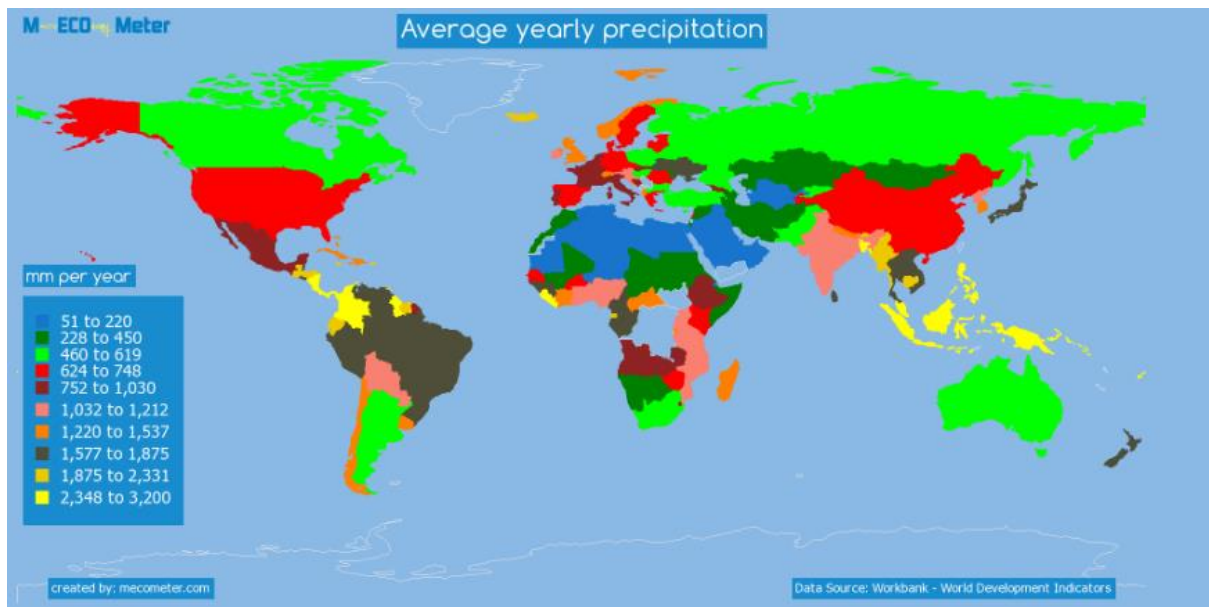 M ECO Meter
Average yearly precipitation
mm per year
51 to 220
228 to 450
460 to 619
624 to 748
752 to 1,030
1,032 to 1,212
1,220 to 1,537
1,577 to 1,875
1,875 to 2,331
2,348 to 3,200
created by: mecometer.com
Data Source: Workbank - World Development Indicators